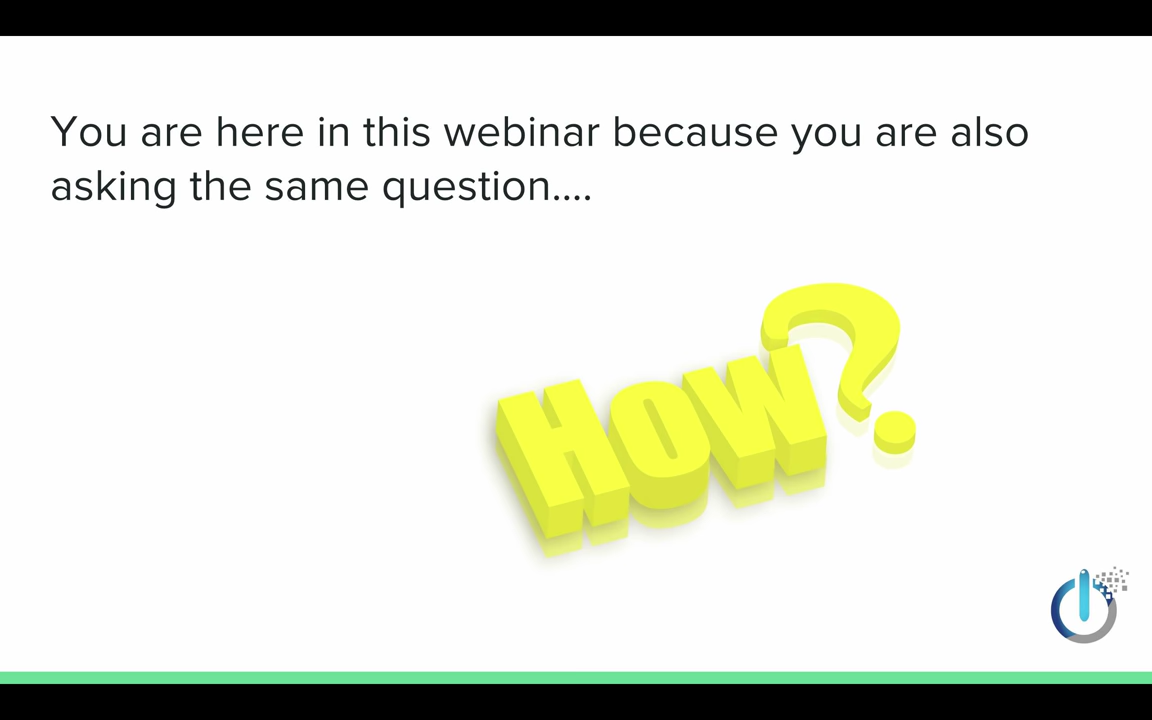 You are here in this webinar because you are also
asking the same question....
How?